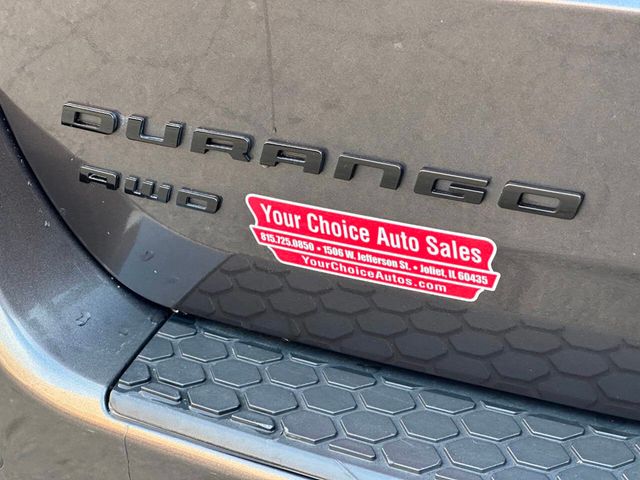 DURANGO
AWD
Your Choice Auto Sales
815.725.0850 • 1506 W. Jefferson St. • Joliet, IL 60435
YourChoiceAutos.com